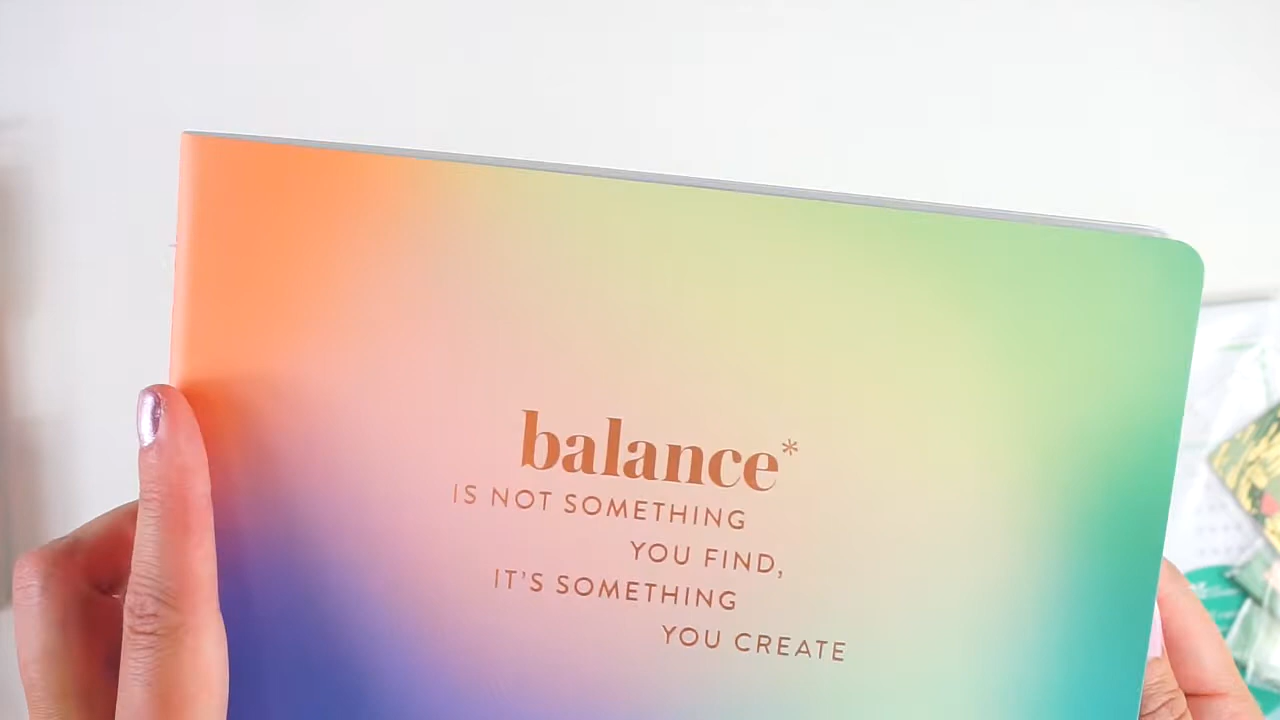 balance*
IS NOT SOMETHING
YOU FIND,
IT'S SOMETHING
YOU CREATE